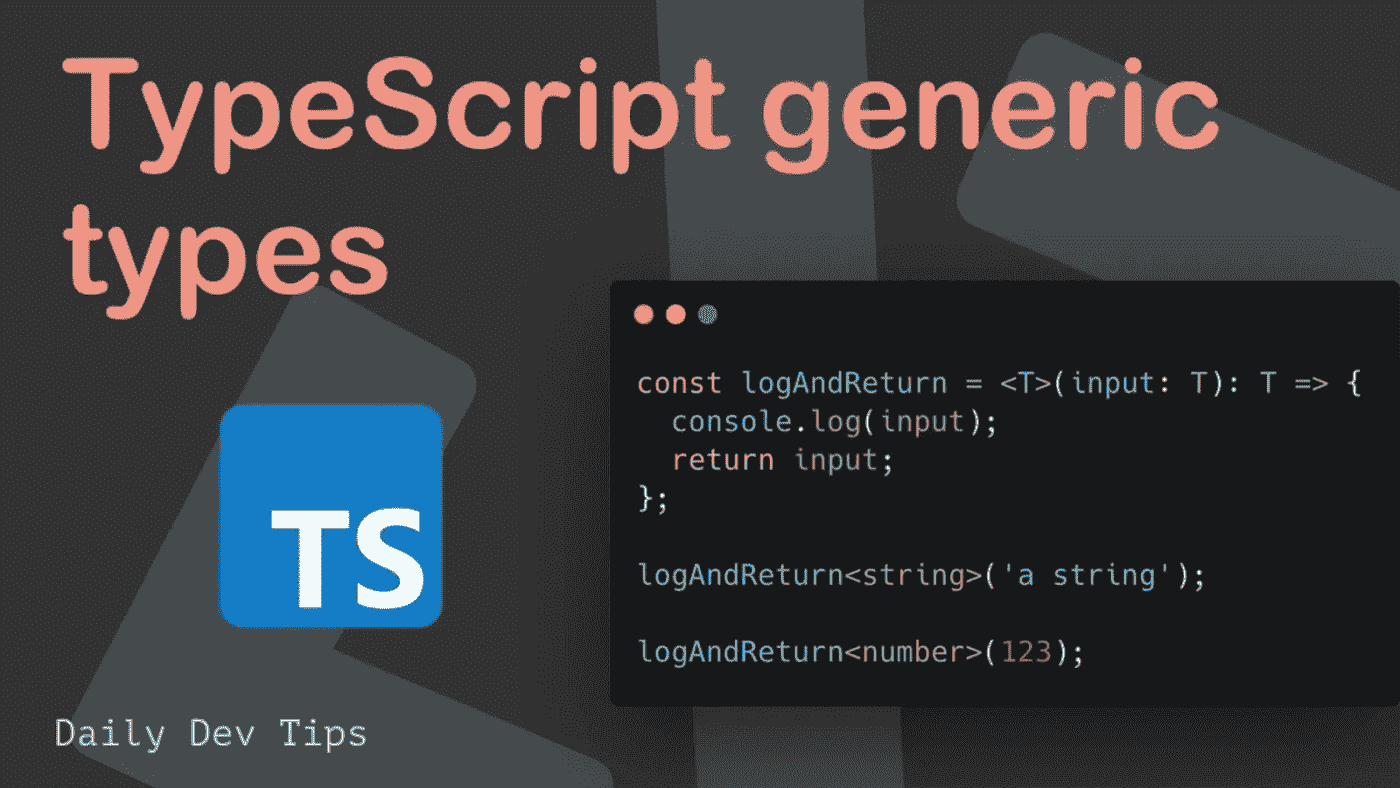 TypeScript generic
types
TS
const logAndReturn = <T>(input: T): T => {
  console.log(input);
  return input;
};
logAndReturn<string>('a string');
logAndReturn<number>(123);
Daily Dev Tips